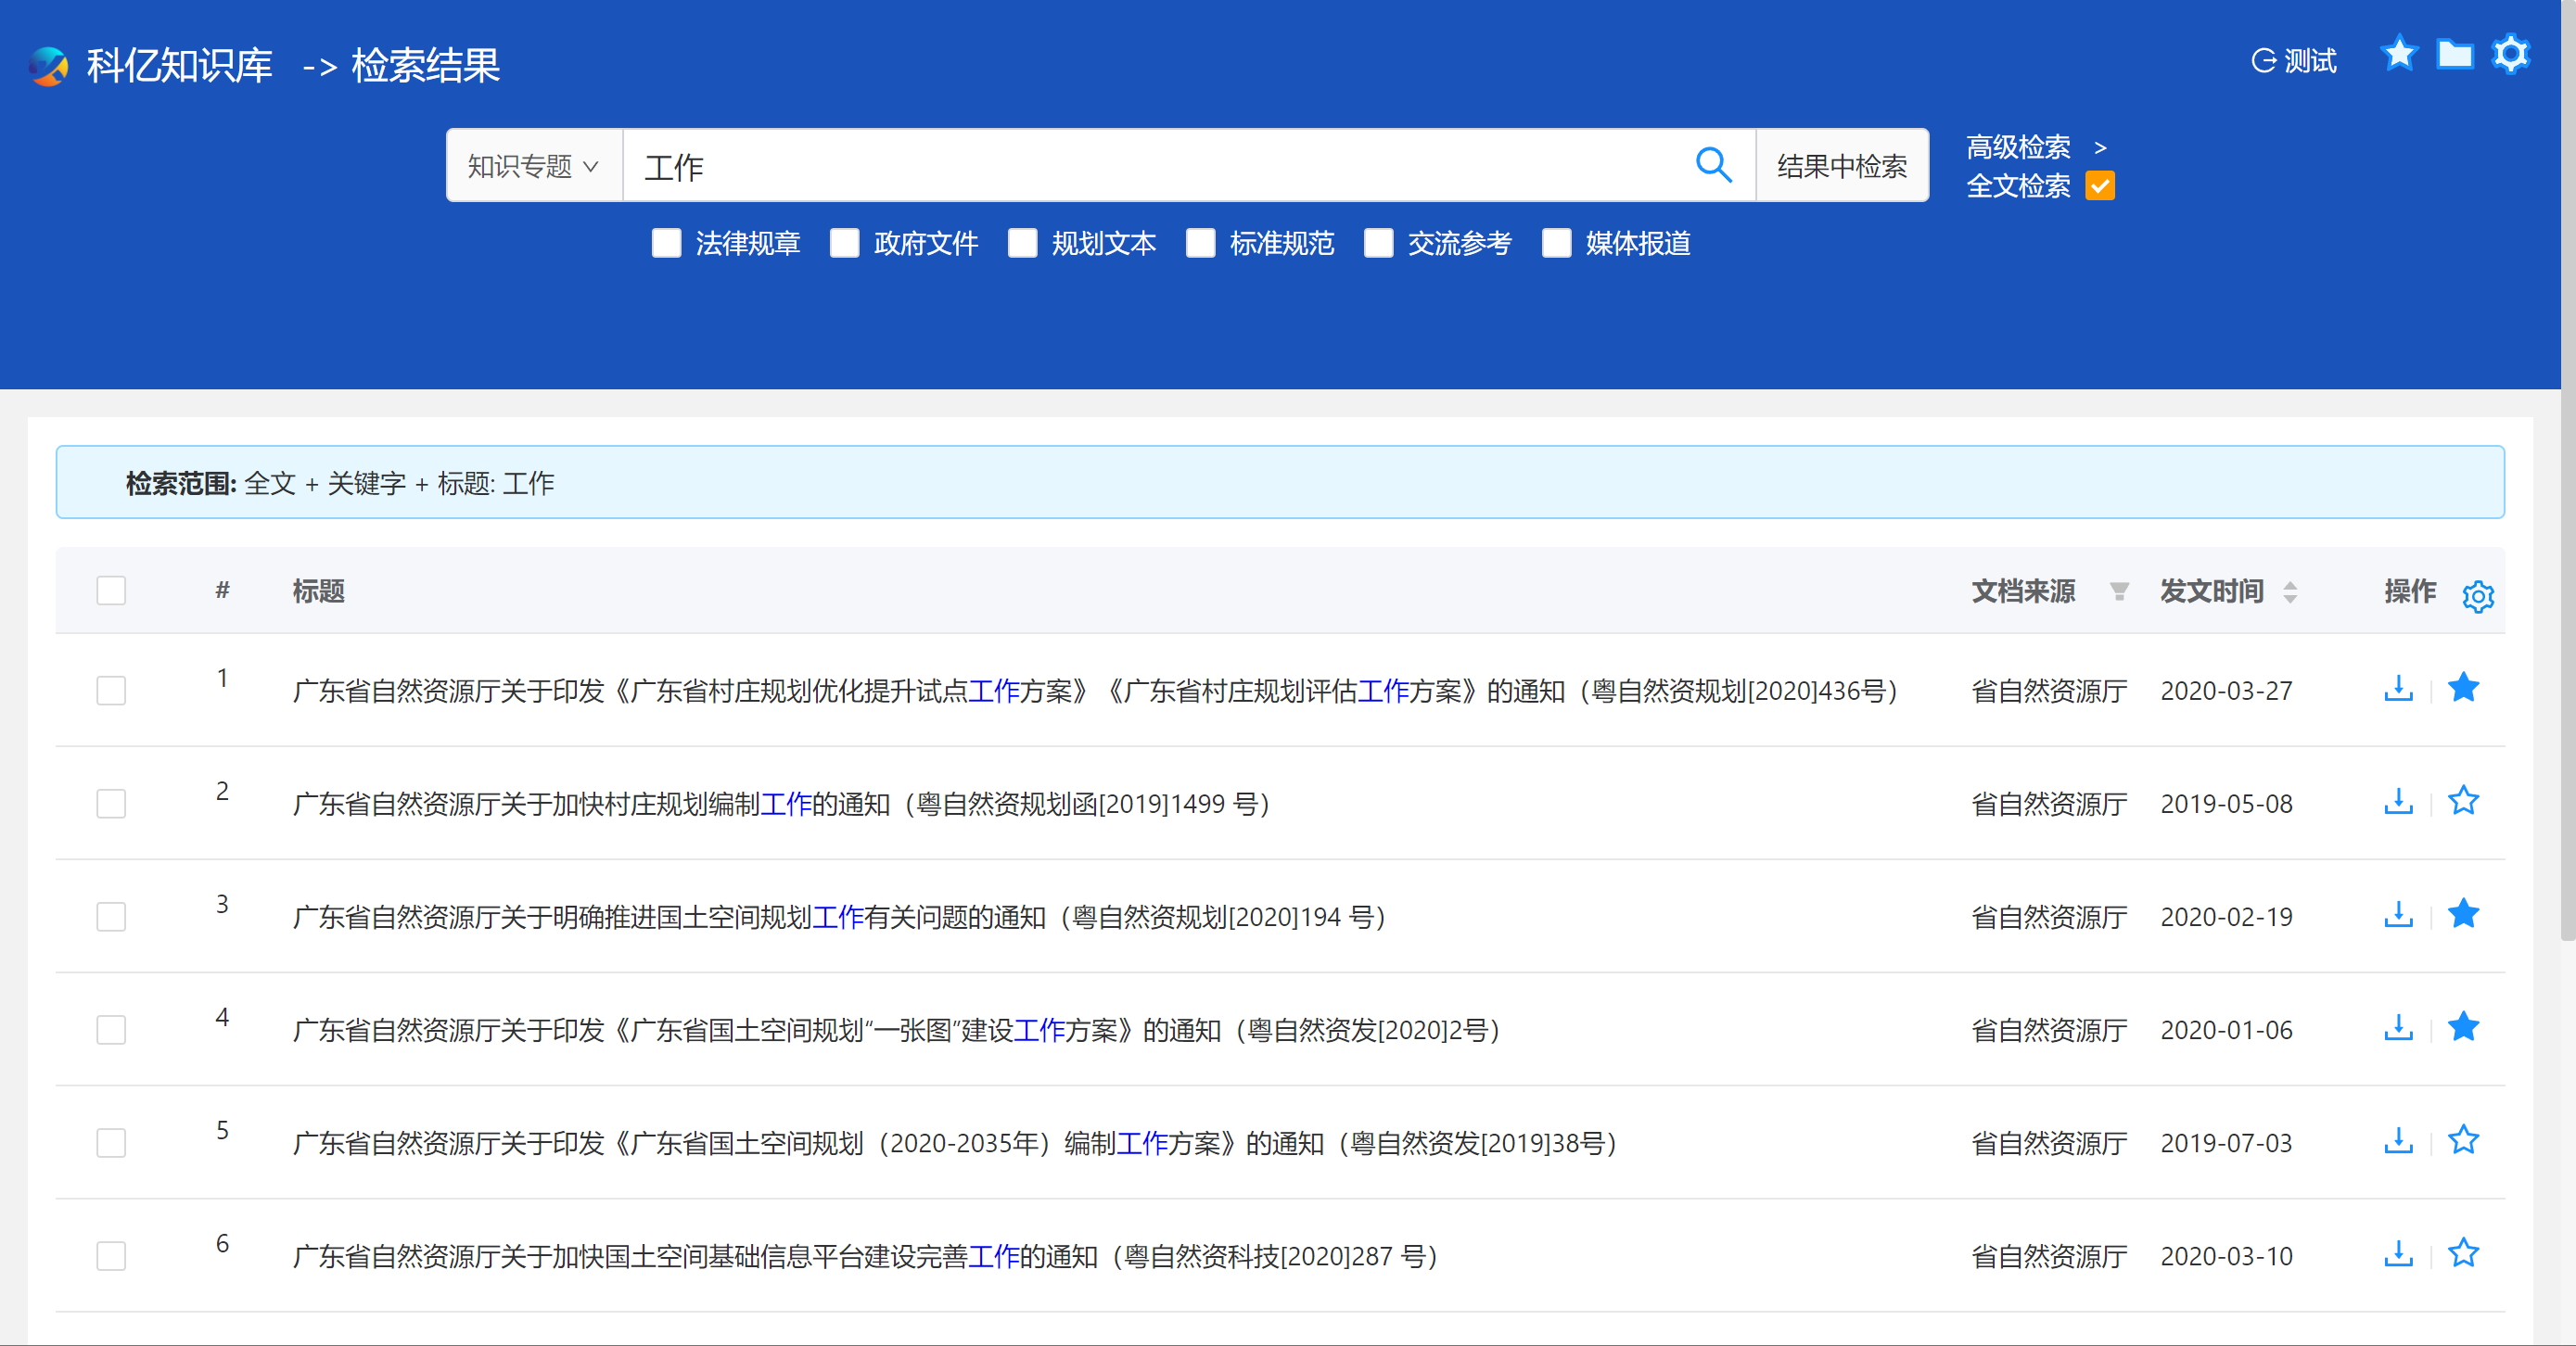 科亿知识库 -> 检索结果
测试
知识专题 工作 结果中检索
高级检索 >
全文检索
法律规章 政府文件 规划文本 标准规范 交流参考 媒体报道
检索范围: 全文 + 关键字 + 标题: 工作
# 标题 文档来源 发文时间 操作
1 广东省自然资源厅关于印发《广东省村庄规划优化提升试点工作方案》《广东省村庄规划评估工作方案》的通知（粤自然资规划[2020]436号） 省自然资源厅 2020-03-27
2 广东省自然资源厅关于加快村庄规划编制工作的通知（粤自然资规划函[2019]1499 号） 省自然资源厅 2019-05-08
3 广东省自然资源厅关于明确推进国土空间规划工作有关问题的通知（粤自然资规划[2020]194 号） 省自然资源厅 2020-02-19
4 广东省自然资源厅关于印发《广东省国土空间规划“一张图”建设工作方案》的通知（粤自然资发[2020]2号） 省自然资源厅 2020-01-06
5 广东省自然资源厅关于印发《广东省国土空间规划（2020-2035年）编制工作方案》的通知（粤自然资发[2019]38号） 省自然资源厅 2019-07-03
6 广东省自然资源厅关于加快国土空间基础信息平台建设完善工作的通知（粤自然资科技[2020]287 号） 省自然资源厅 2020-03-10